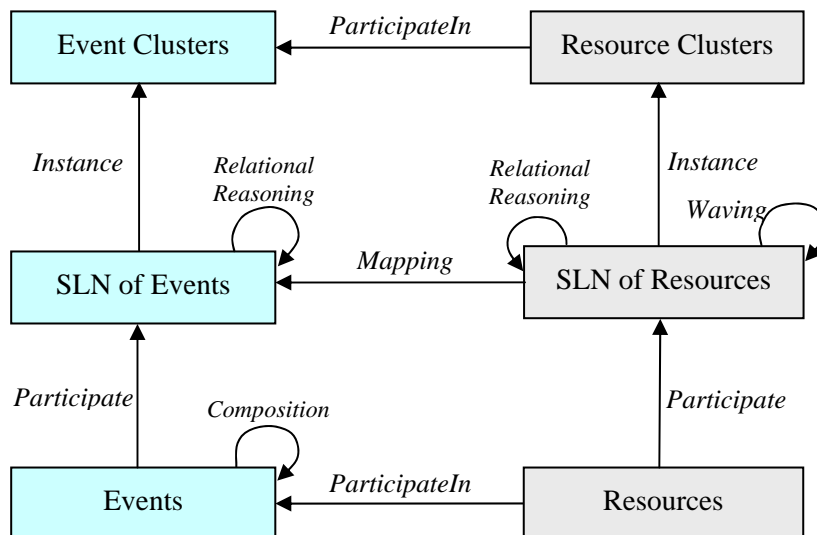 Event Clusters
ParticipateIn
Resource Clusters
Instance
Relational
Reasoning
Relational
Reasoning
Instance
Waving
SLN of Events
Mapping
SLN of Resources
Participate
Composition
Participate
Events
ParticipateIn
Resources